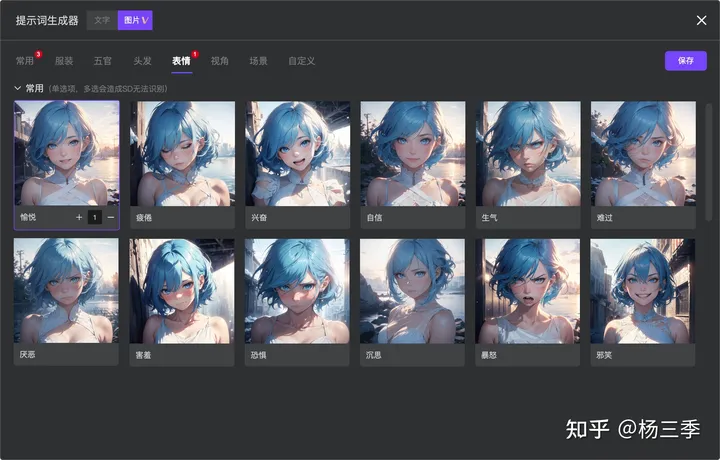 提示词生成器 文字 图片 V
常用 3 服装 五官 头发 表情 1 视角 场景 自定义 保存
常用 (单选项，多选会造成SD无法识别)
愉悦 + 1 − 疲倦 兴奋 自信 生气 难过
厌恶 害羞 恐惧 沉思 暴怒 邪笑
知乎 @杨三季